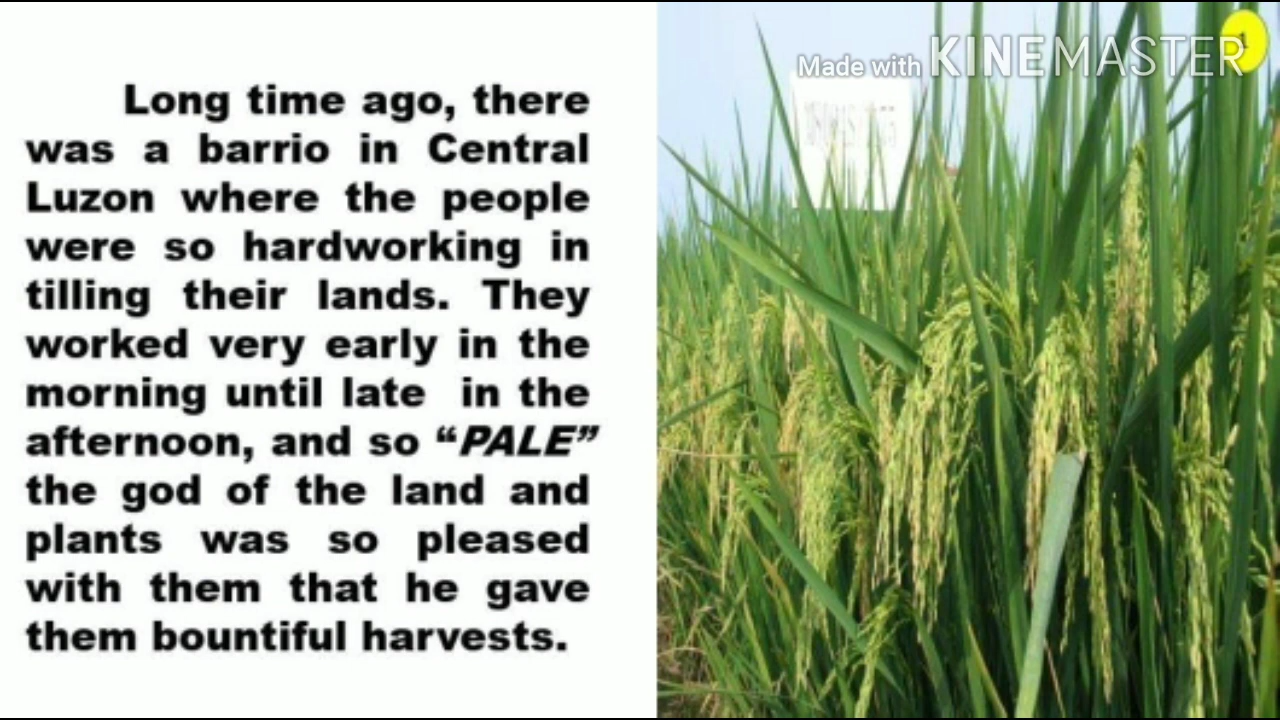 Long time ago, there
was a barrio in Central
Luzon where the people
were so hardworking in
tilling their lands. They
worked very early in the
morning until late in the
afternoon, and so “PALE”
the god of the land and
plants was so pleased
with them that he gave
them bountiful harvests.
Made with KINEMASTER
1